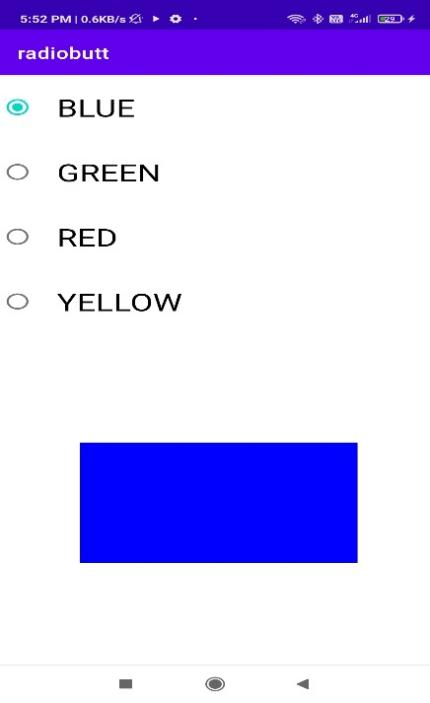 5:52 PM | 0.6KB/s
radiobutt
BLUE
GREEN
RED
YELLOW